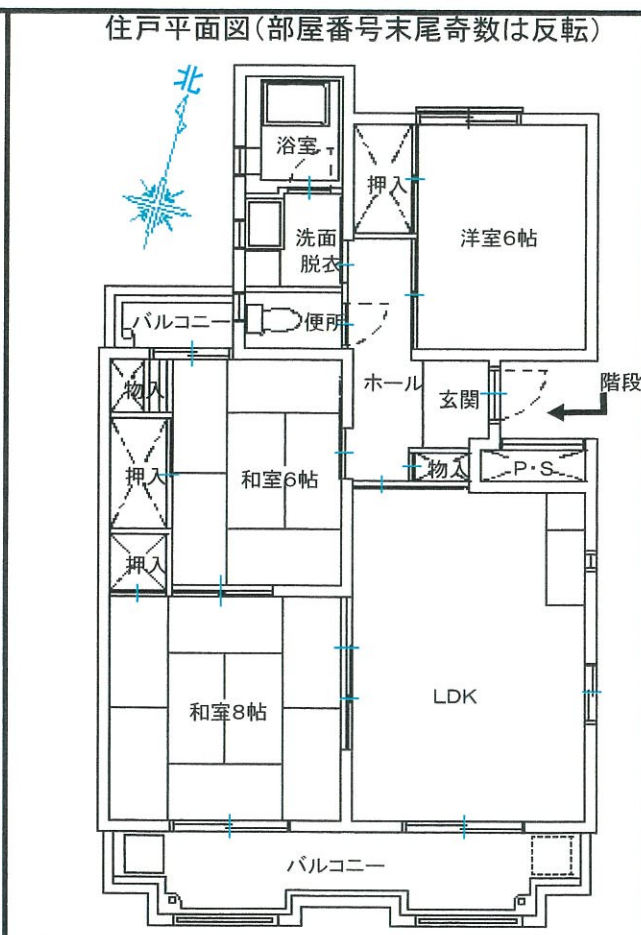 住戸平面図(部屋番号末尾奇数は反転)
北
浴室
押入
洋室6帖
洗面
脱衣
バルコニー
便所
物入
ホール
玄関
階段
押入
和室6帖
物入
P・S
押入
和室8帖
LDK
バルコニー